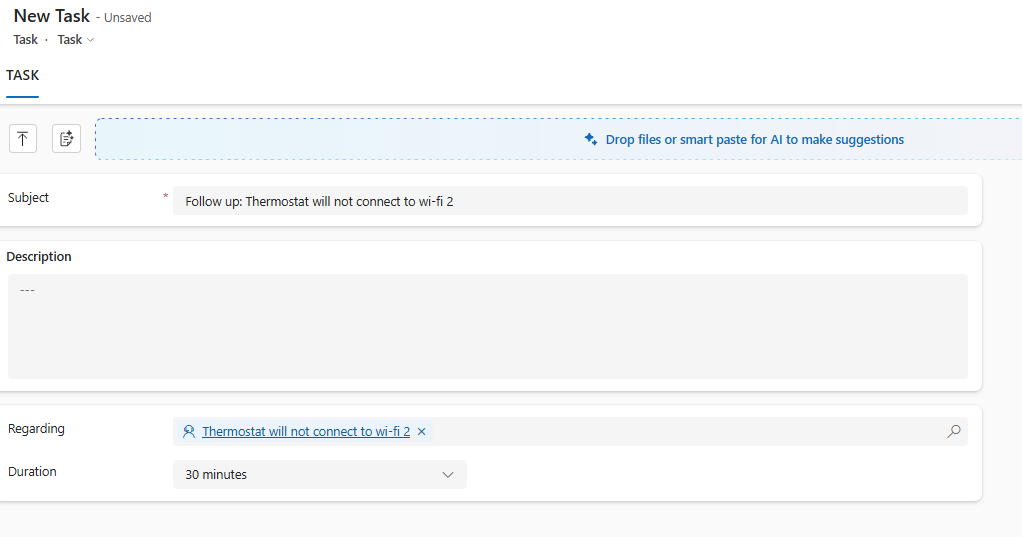 New Task - Unsaved
Task · Task
TASK
Drop files or smart paste for AI to make suggestions
Subject * Follow up: Thermostat will not connect to wi-fi 2
Description
---
Regarding Thermostat will not connect to wi-fi 2
Duration 30 minutes